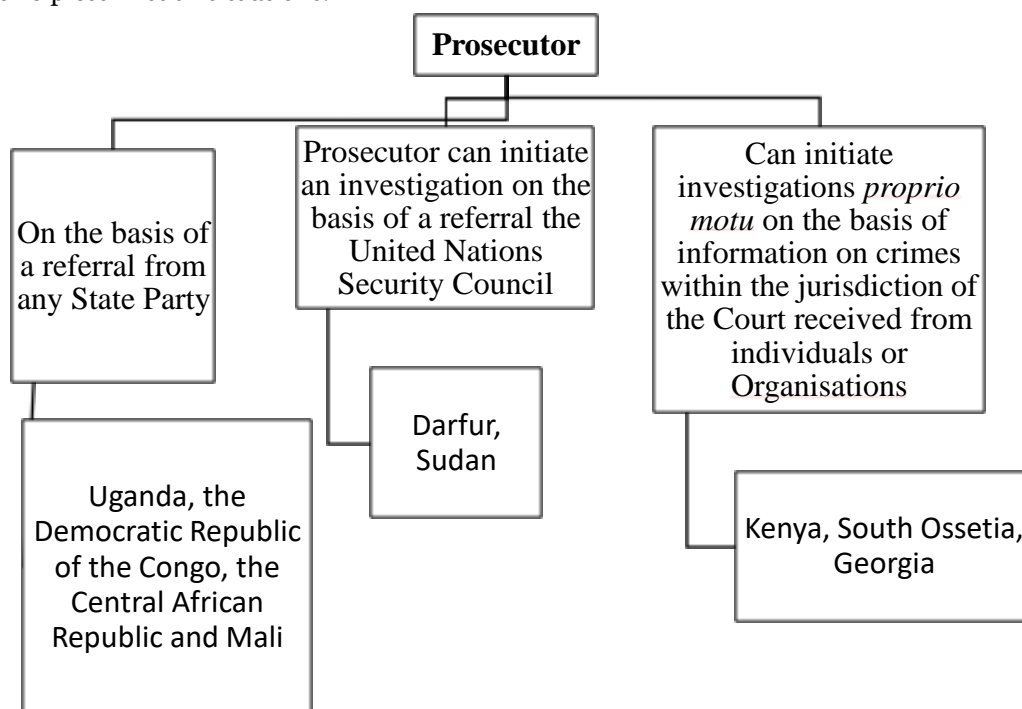 Prosecutor
On the basis of
a referral from
any State Party
Prosecutor can initiate
an investigation on the
basis of a referral the
United Nations
Security Council
Can initiate
investigations proprio
motu on the basis of
information on crimes
within the jurisdiction of
the Court received from
individuals or
Organisations
Uganda, the
Democratic Republic
of the Congo, the
Central African
Republic and Mali
Darfur,
Sudan
Kenya, South Ossetia,
Georgia